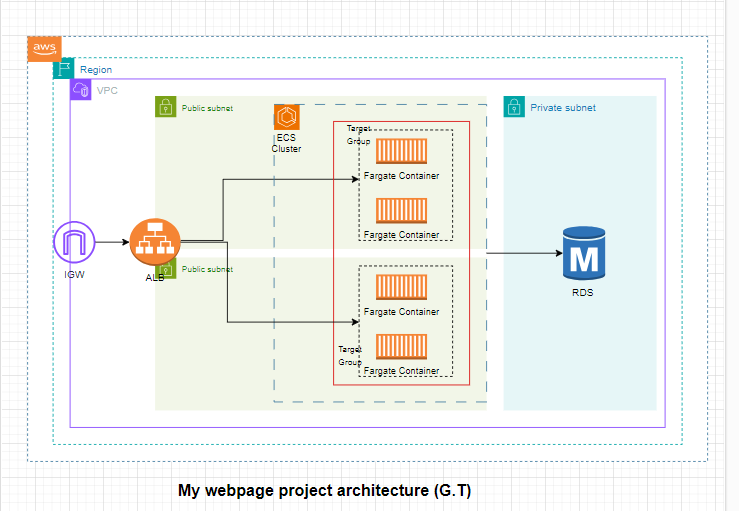 aws
Region
VPC
Public subnet
ECS
Cluster
Private subnet
Target
Group
Fargate Container
Fargate Container
IGW
ALB
Public subnet
M
RDS
Fargate Container
Target
Group
Fargate Container
My webpage project architecture (G.T)